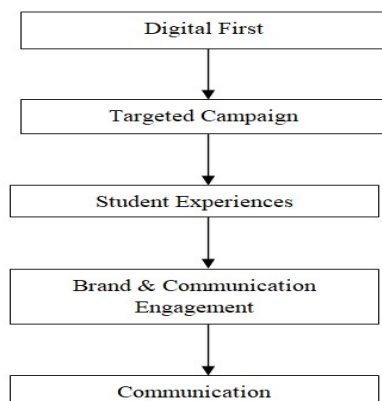 Digital First
Targeted Campaign
Student Experiences
Brand & Communication
Engagement
Communication